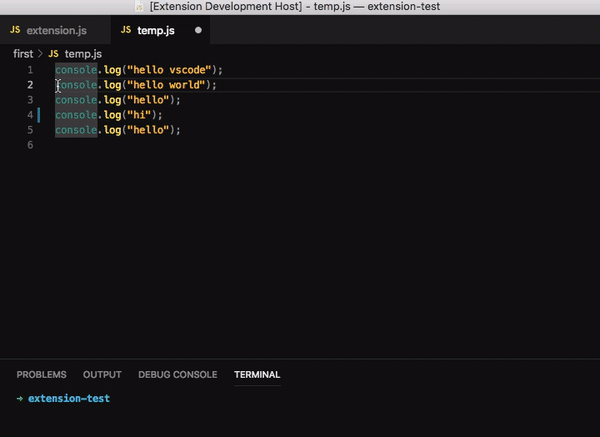 [Extension Development Host] - temp.js — extension-test
JS extension.js JS temp.js
first > JS temp.js
1 console.log("hello vscode");
2 console.log("hello world");
3 console.log("hello");
4 console.log("hi");
5 console.log("hello");
6
PROBLEMS OUTPUT DEBUG CONSOLE TERMINAL
→ extension-test